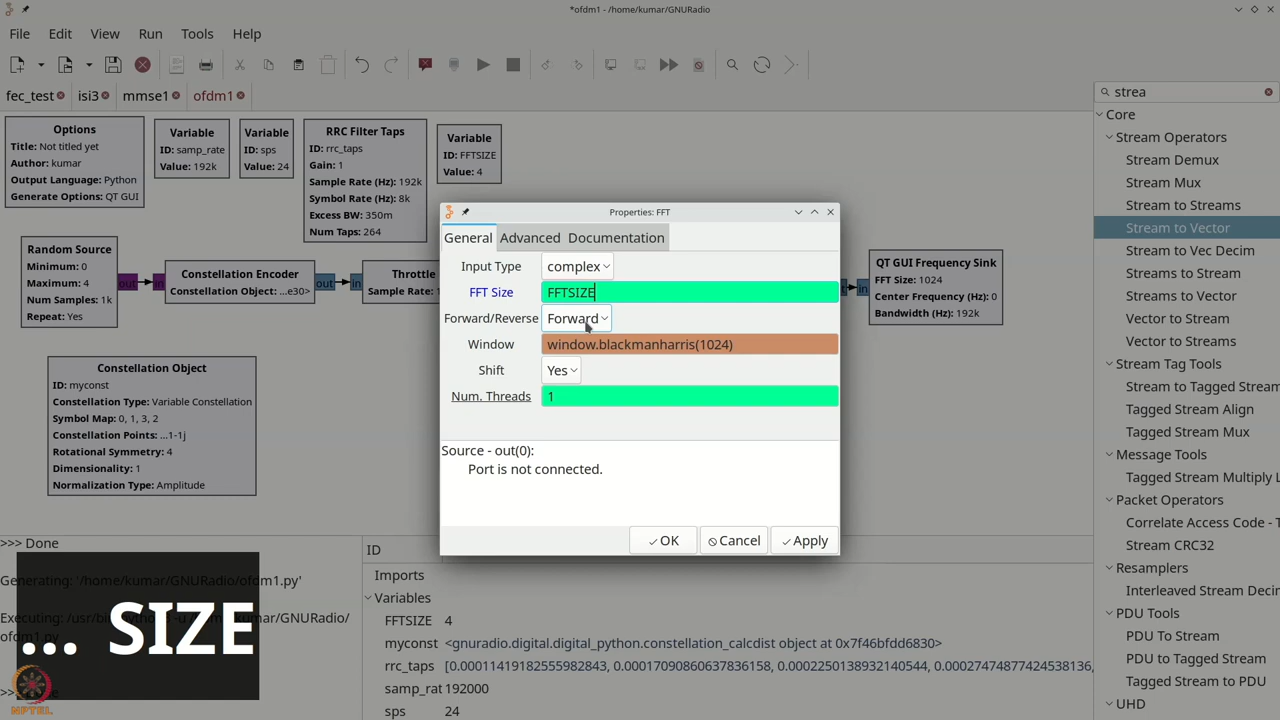 *ofdm1 - /home/kumar/GNURadio
File Edit View Run Tools Help
fec_test isi3 mmse1 ofdm1
strea
Options
Title: Not titled yet
Author: kumar
Output Language: Python
Generate Options: QT GUI
Variable
ID: samp_rate
Value: 192k
Variable
ID: sps
Value: 24
RRC Filter Taps
ID: rrc_taps
Gain: 1
Sample Rate (Hz): 192k
Symbol Rate (Hz): 8k
Excess BW: 350m
Num Taps: 264
Variable
ID: FFTSIZE
Value: 4
Random Source
Minimum: 0
Maximum: 4
Num Samples: 1k
Repeat: Yes
out
in
Constellation Encoder
Constellation Object: ...e30>
out
in
Throttle
Sample Rate: 1
in
QT GUI Frequency Sink
FFT Size: 1024
Center Frequency (Hz): 0
Bandwidth (Hz): 192k
Constellation Object
ID: myconst
Constellation Type: Variable Constellation
Symbol Map: 0, 1, 3, 2
Constellation Points: ...1-1j
Rotational Symmetry: 4
Dimensionality: 1
Normalization Type: Amplitude
Properties: FFT
General Advanced Documentation
Input Type complex
FFT Size FFTSIZE
Forward/Reverse Forward
Window window.blackmanharris(1024)
Shift Yes
Num. Threads 1
Source - out(0):
Port is not connected.
OK Cancel Apply
Core
Stream Operators
Stream Demux
Stream Mux
Stream to Streams
Stream to Vector
Stream to Vec Decim
Streams to Stream
Streams to Vector
Vector to Stream
Vector to Streams
Stream Tag Tools
Stream to Tagged Stream
Tagged Stream Align
Tagged Stream Mux
Message Tools
Tagged Stream Multiply L
Packet Operators
Correlate Access Code - T
Stream CRC32
Resamplers
Interleaved Stream Decin
PDU Tools
PDU To Stream
PDU to Tagged Stream
Tagged Stream to PDU
UHD
>>> Done
Generating: '/home/kumar/GNURadio/ofdm1.py'
ofdm1.py
... SIZE
NPTEL
ID
Imports
Variables
FFTSIZE 4
myconst <gnuradio.digital.digital_python.constellation_calcdist object at 0x7f46bfdd6830>
rrc_taps [0.00011419182555982843, 0.00017090860637836158, 0.0002250138932140544, 0.00027474877424538136,
samp_rat 192000
sps 24